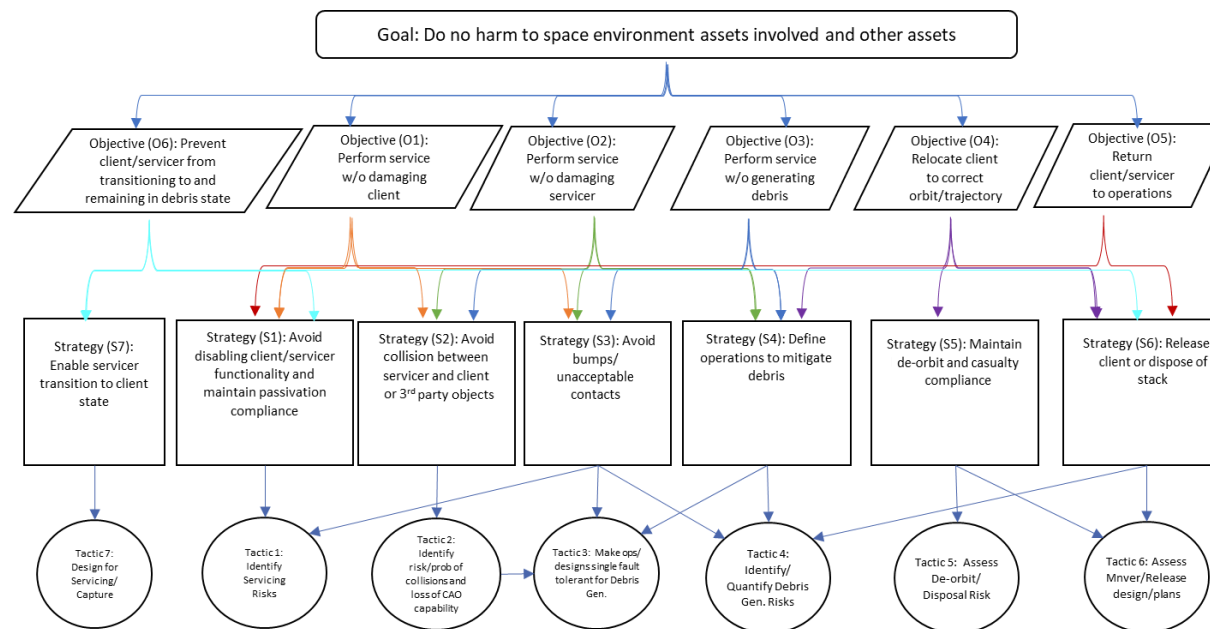 Goal: Do no harm to space environment assets involved and other assets
Objective (O6): Prevent
client/servicer from
transitioning to and
remaining in debris state
Objective (O1):
Perform service
w/o damaging
client
Objective (O2):
Perform service
w/o damaging
servicer
Objective (O3):
Perform service
w/o generating
debris
Objective (O4):
Relocate client
to correct
orbit/trajectory
Objective (O5):
Return
client/servicer
to operations
Strategy (S7):
Enable servicer
transition to client
state
Strategy (S1): Avoid
disabling client/servicer
functionality and
maintain passivation
compliance
Strategy (S2): Avoid
collision between
servicer and client
or 3rd party objects
Strategy (S3): Avoid
bumps/
unacceptable
contacts
Strategy (S4): Define
operations to mitigate
debris
Strategy (S5): Maintain
de-orbit and casualty
compliance
Strategy (S6): Release
client or dispose of
stack
Tactic 7:
Design for
Servicing/
Capture
Tactic 1:
Identify
Servicing
Risks
Tactic 2:
Identify
risk/prob of
collisions and
loss of CAO
capability
Tactic 3: Make ops/
designs single fault
tolerant for Debris
Gen.
Tactic 4:
Identify/
Quantify Debris
Gen. Risks
Tactic 5: Assess
De-orbit/
Disposal Risk
Tactic 6: Assess
Mnver/Release
design/plans